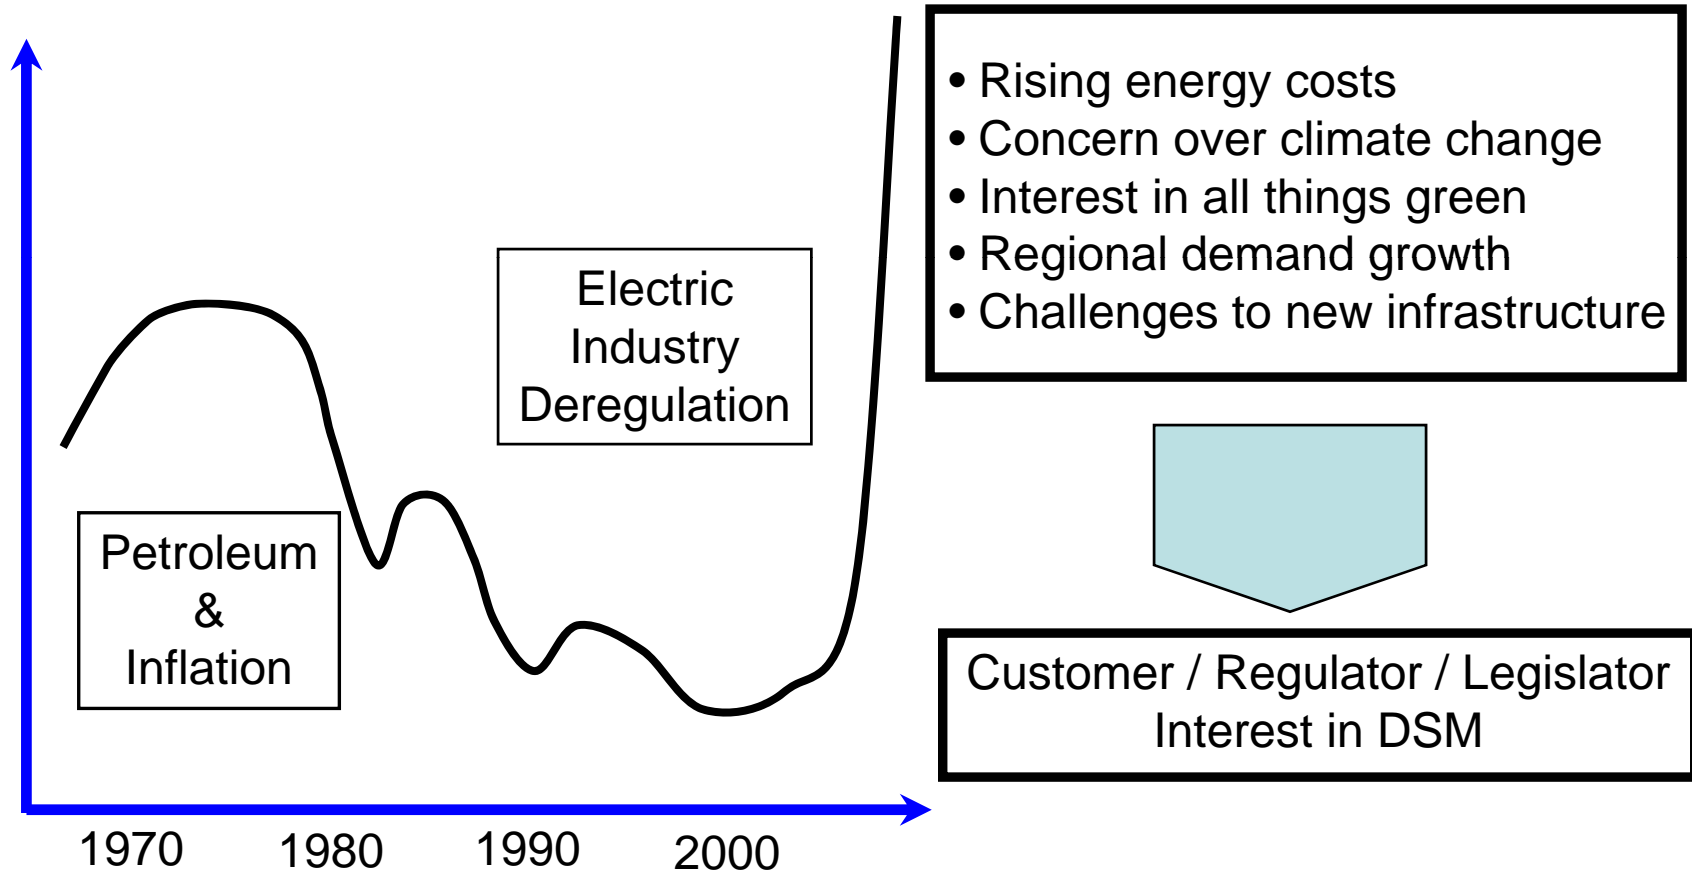 • Rising energy costs
• Concern over climate change
• Interest in all things green
• Regional demand growth
• Challenges to new infrastructure
Electric
Industry
Deregulation
Petroleum
&
Inflation
Customer / Regulator / Legislator
Interest in DSM
1970 1980 1990 2000